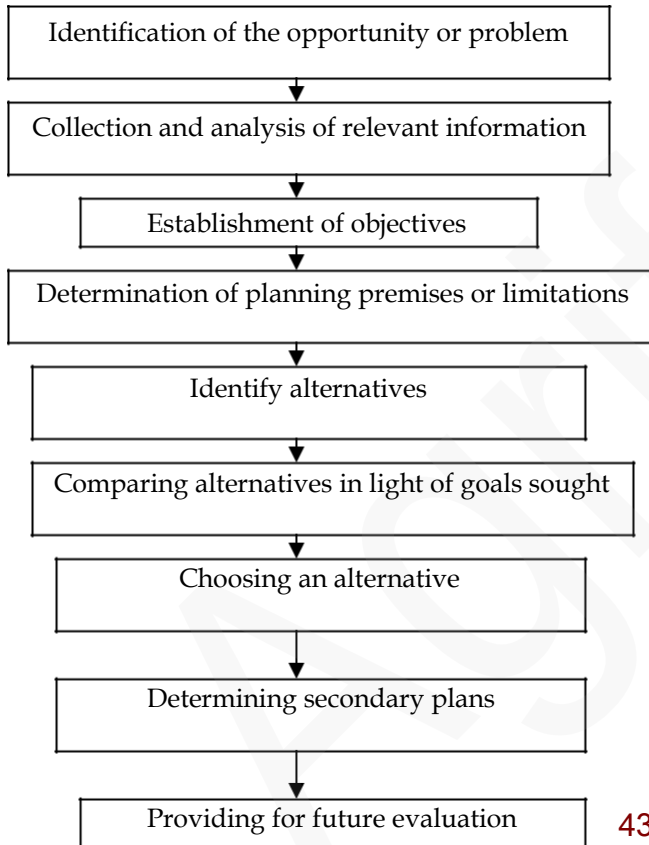 Identification of the opportunity or problem
Collection and analysis of relevant information
Establishment of objectives
Determination of planning premises or limitations
Identify alternatives
Comparing alternatives in light of goals sought
Choosing an alternative
Determining secondary plans
Providing for future evaluation
43